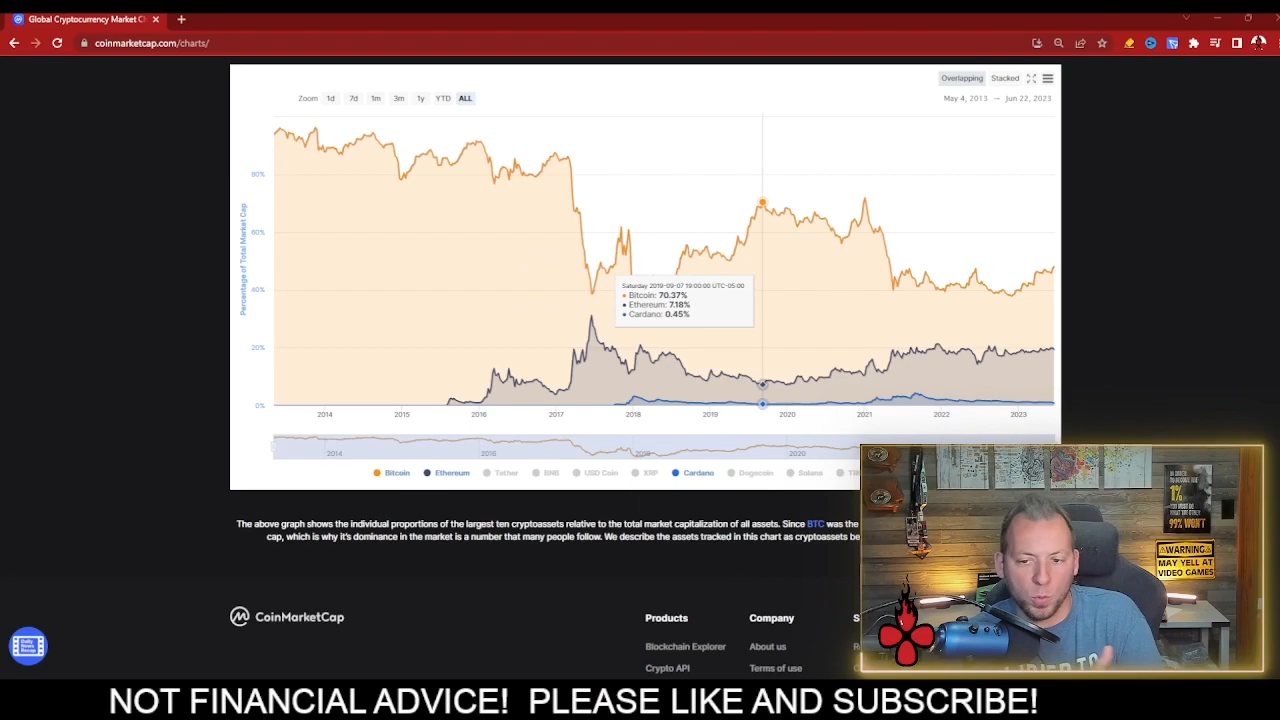 Global Cryptocurrency Market C
coinmarketcap.com/charts/
Overlapping Stacked
Zoom 1d 7d 1m 3m 1y YTD ALL
May 4, 2013 → Jun 22, 2023
Percentage of Total Market Cap
80%
60%
40%
20%
0%
Saturday 2019-09-07 19:00:00 UTC-05:00
Bitcoin: 70.37%
Ethereum: 7.18%
Cardano: 0.45%
2014 2015 2016 2017 2018 2019 2020 2021 2022 2023
2014 2016 2018 2020
Bitcoin Ethereum Tether BNB USD Coin XRP Cardano Dogecoin Solana
The above graph shows the individual proportions of the largest ten cryptoassets relative to the total market capitalization of all assets. Since BTC was the
cap, which is why it's dominance in the market is a number that many people follow. We describe the assets tracked in this chart as cryptoassets be
1%
99% WON'T
WARNING
MAY YELL AT
VIDEO GAMES
CoinMarketCap
Products
Blockchain Explorer
Crypto API
Company
About us
Terms of use
Daily
News
Recap
NOT FINANCIAL ADVICE! PLEASE LIKE AND SUBSCRIBE!